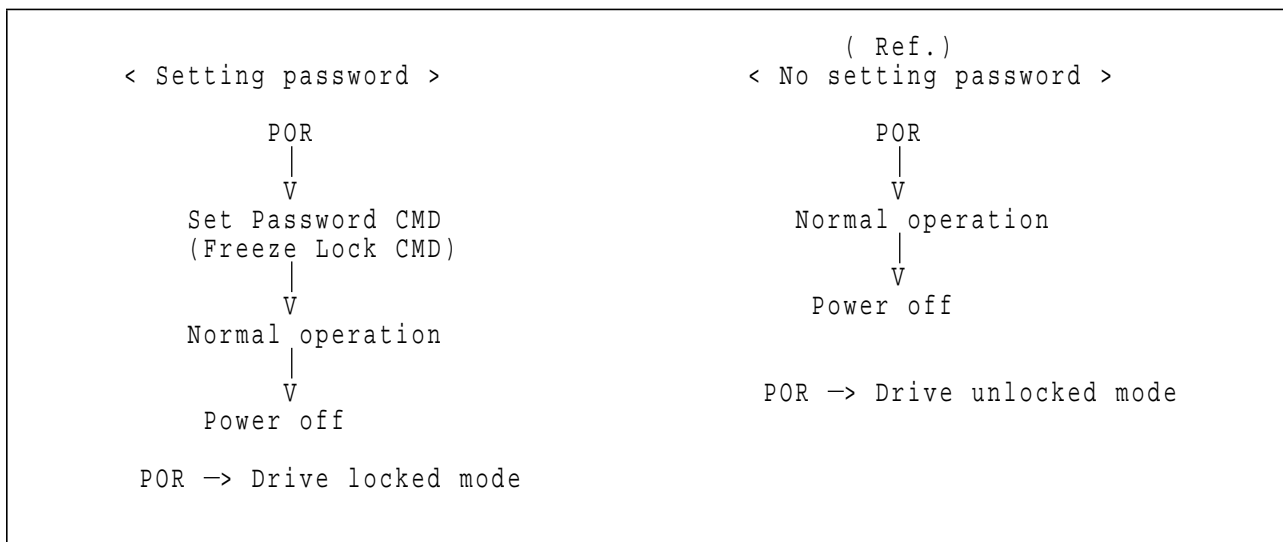 < Setting password >
POR
|
V
Set Password CMD
(Freeze Lock CMD)
|
V
Normal operation
|
V
Power off
POR —> Drive locked mode
( Ref.)
< No setting password >
POR
|
V
Normal operation
|
V
Power off
POR —> Drive unlocked mode